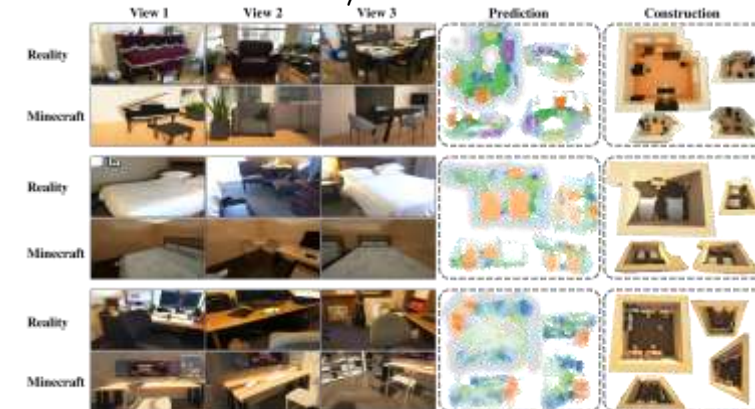 View 1 View 2 View 3 Prediction Construction
Reality
Minecraft
Reality
Minecraft
Reality
Minecraft